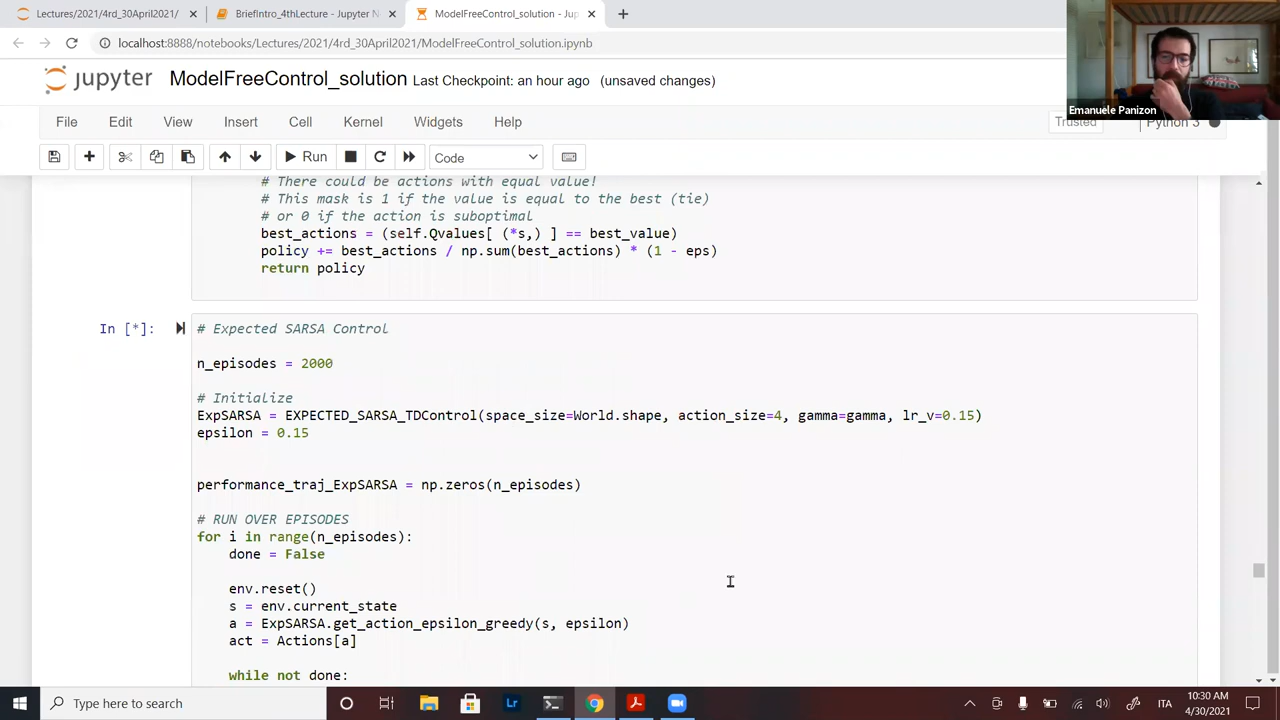 Lectures/2021/4rd_30April2021/
BriefIntro_4thLecture - Jupyter N
ModelFreeControl_solution - Jup
localhost:8888/notebooks/Lectures/2021/4rd_30April2021/ModelFreeControl_solution.ipynb
jupyter
ModelFreeControl_solution Last Checkpoint: an hour ago (unsaved changes)
Emanuele Panizon
File Edit View Insert Cell Kernel Widgets Help
Trusted
Python 3
Run
Code
# There could be actions with equal value!
# This mask is 1 if the value is equal to the best (tie)
# or 0 if the action is suboptimal
best_actions = (self.Qvalues[ (*s,) ] == best_value)
policy += best_actions / np.sum(best_actions) * (1 - eps)
return policy
In [*]:
# Expected SARSA Control
n_episodes = 2000
# Initialize
ExpSARSA = EXPECTED_SARSA_TDControl(space_size=World.shape, action_size=4, gamma=gamma, lr_v=0.15)
epsilon = 0.15
performance_traj_ExpSARSA = np.zeros(n_episodes)
# RUN OVER EPISODES
for i in range(n_episodes):
done = False
env.reset()
s = env.current_state
a = ExpSARSA.get_action_epsilon_greedy(s, epsilon)
act = Actions[a]
while not done:
Type here to search
Lr
ITA
10:30 AM
4/30/2021